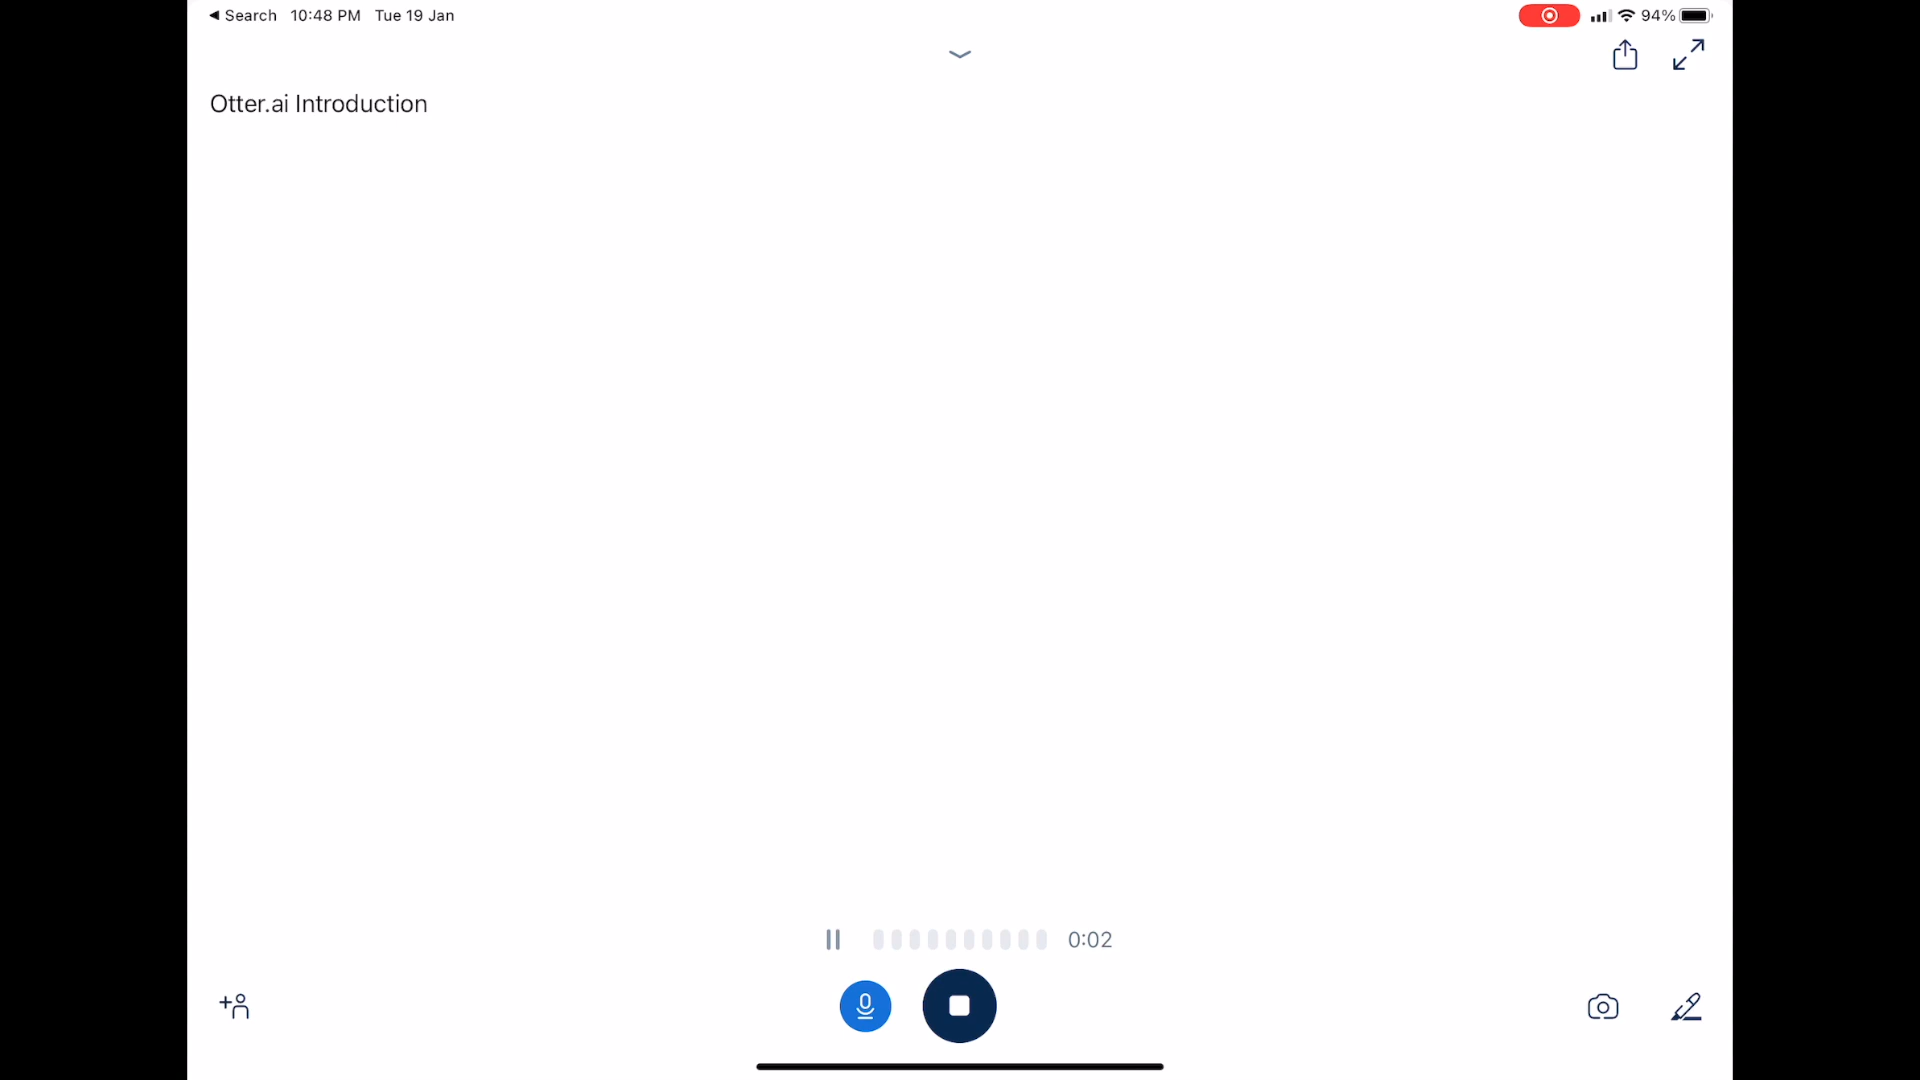 ◀ Search 10:48 PM Tue 19 Jan 94%
Otter.ai Introduction
0:02